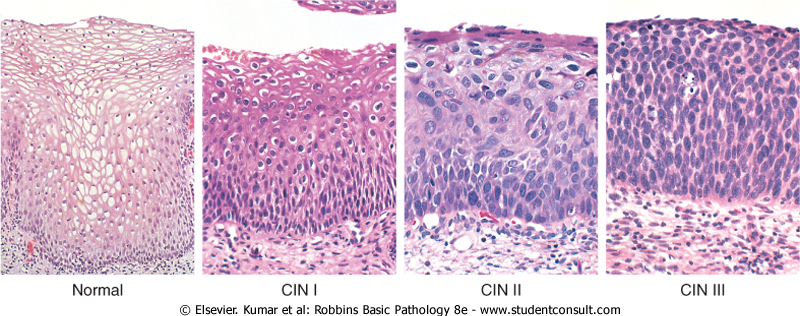 Normal CIN I CIN II CIN III
© Elsevier. Kumar et al: Robbins Basic Pathology 8e - www.studentconsult.com